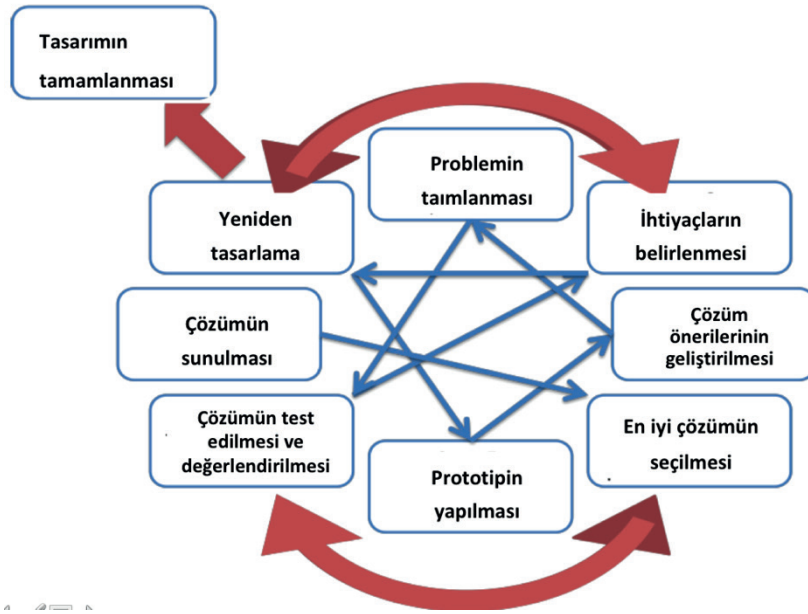 Tasarımın
tamamlanması
Problemin
taımlanması
Yeniden
tasarlama
İhtiyaçların
belirlenmesi
Çözümün
sunulması
Çözüm
önerilerinin
geliştirilmesi
Çözümün test
edilmesi ve
değerlendirilmesi
Prototipin
yapılması
En iyi çözümün
seçilmesi